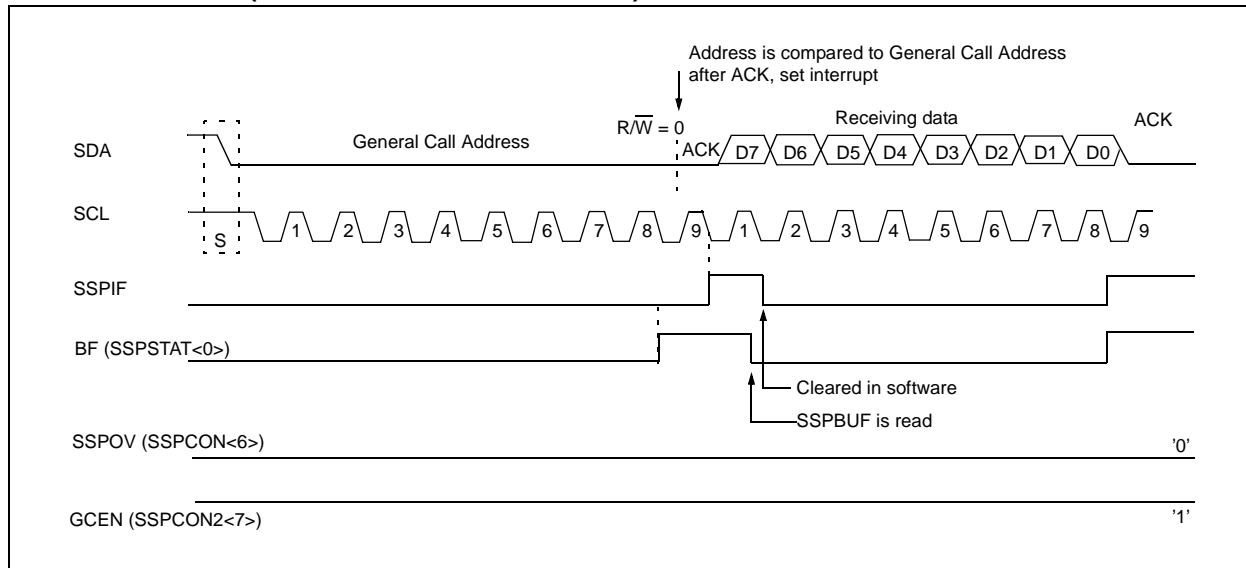 Address is compared to General Call Address
after ACK, set interrupt
R/W = 0
Receiving data
ACK
General Call Address
SDA
ACK D7 D6 D5 D4 D3 D2 D1 D0
SCL
S
1 2 3 4 5 6 7 8 9 1 2 3 4 5 6 7 8 9
SSPIF
BF (SSPSTAT<0>)
Cleared in software
SSPBUF is read
SSPOV (SSPCON<6>)
'0'
GCEN (SSPCON2<7>)
'1'